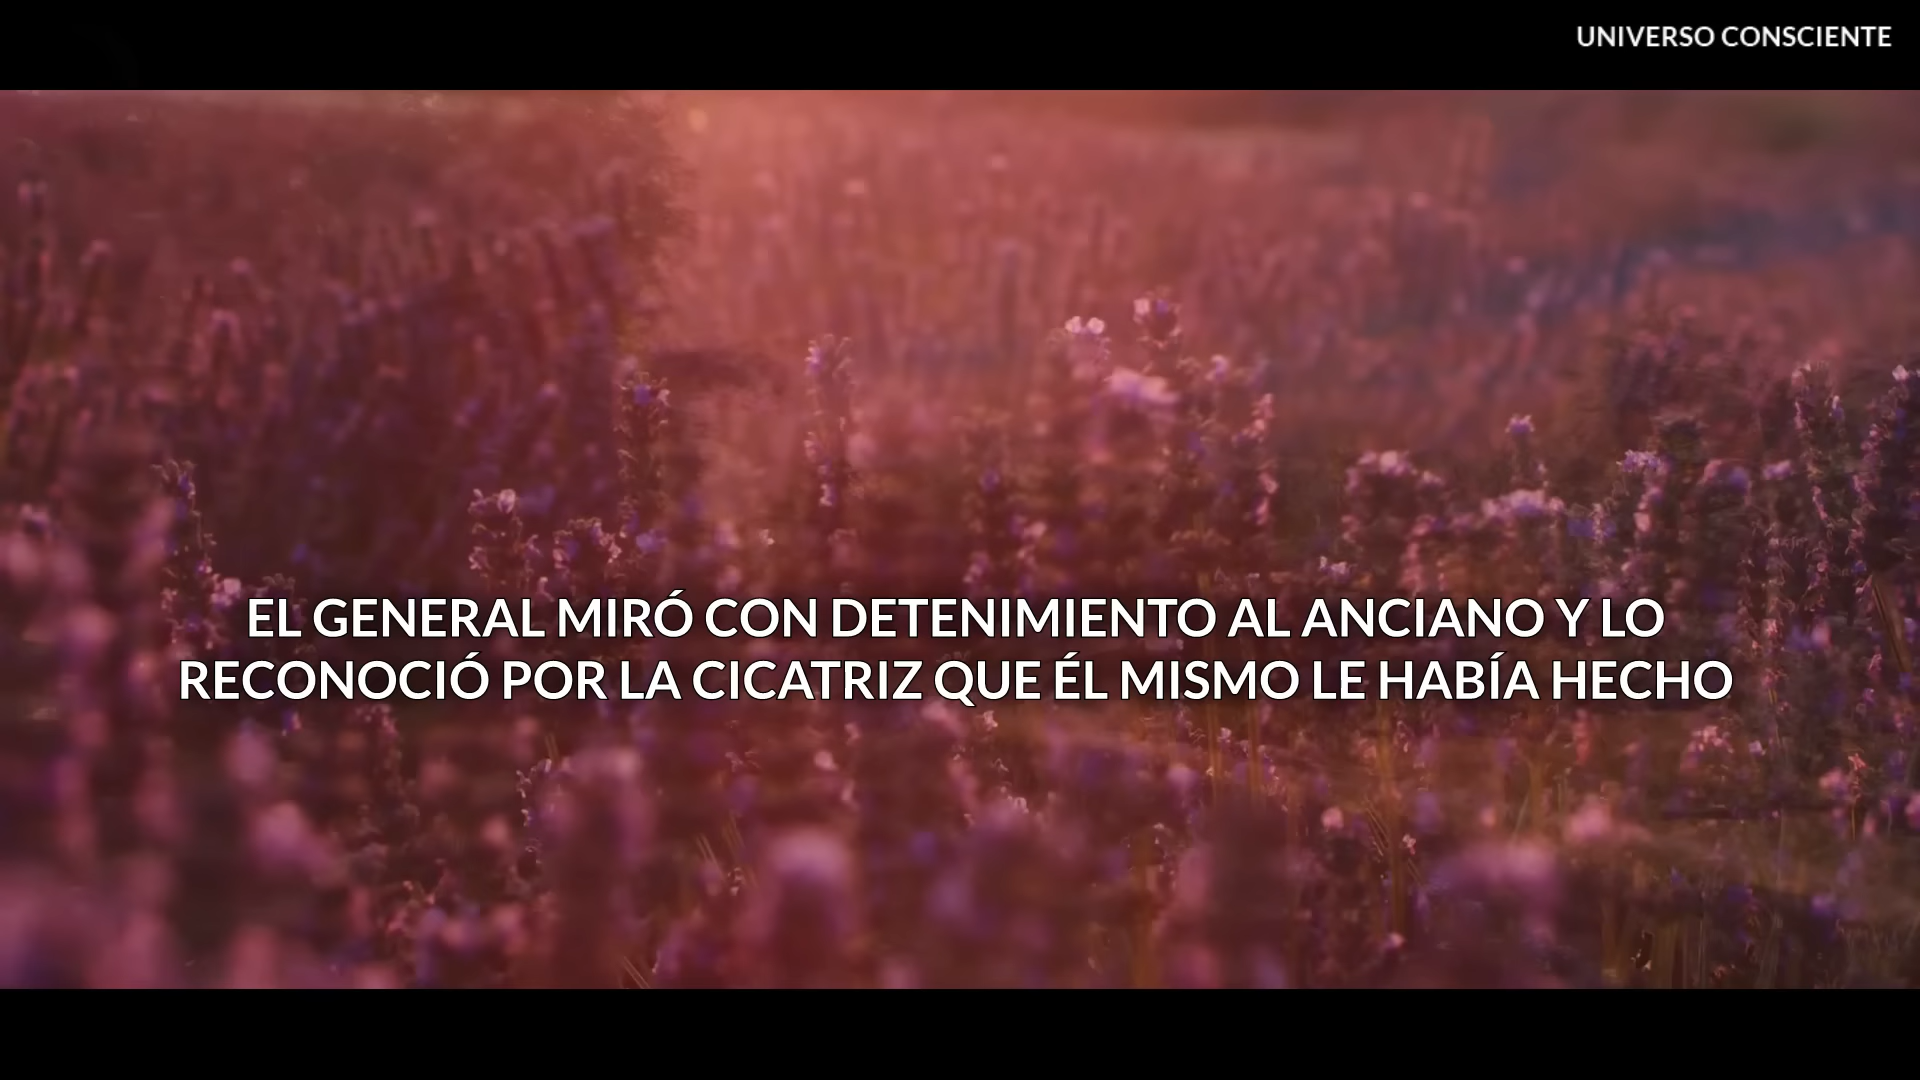 UNIVERSO CONSCIENTE
EL GENERAL MIRÓ CON DETENIMIENTO AL ANCIANO Y LO
RECONOCIÓ POR LA CICATRIZ QUE ÉL MISMO LE HABÍA HECHO